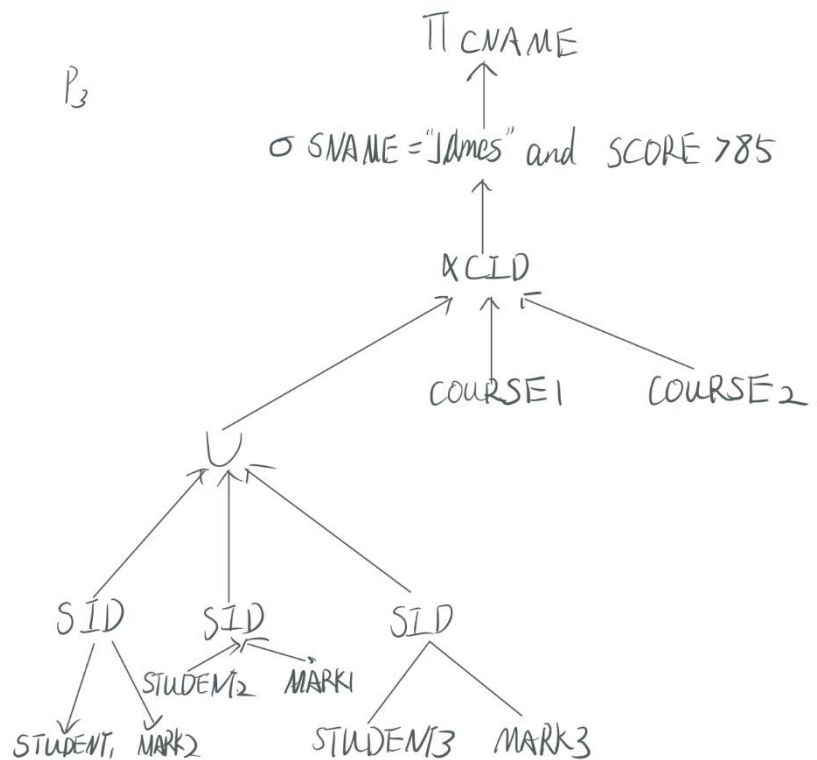 Π CNAME
P3
σ SNAME = "James" and SCORE >85
⋈ CID
COURSE1 COURSE2
∪
SID SID SID
STUDENT2 MARK1
STUDENT1 MARK2 STUDENT3 MARK3